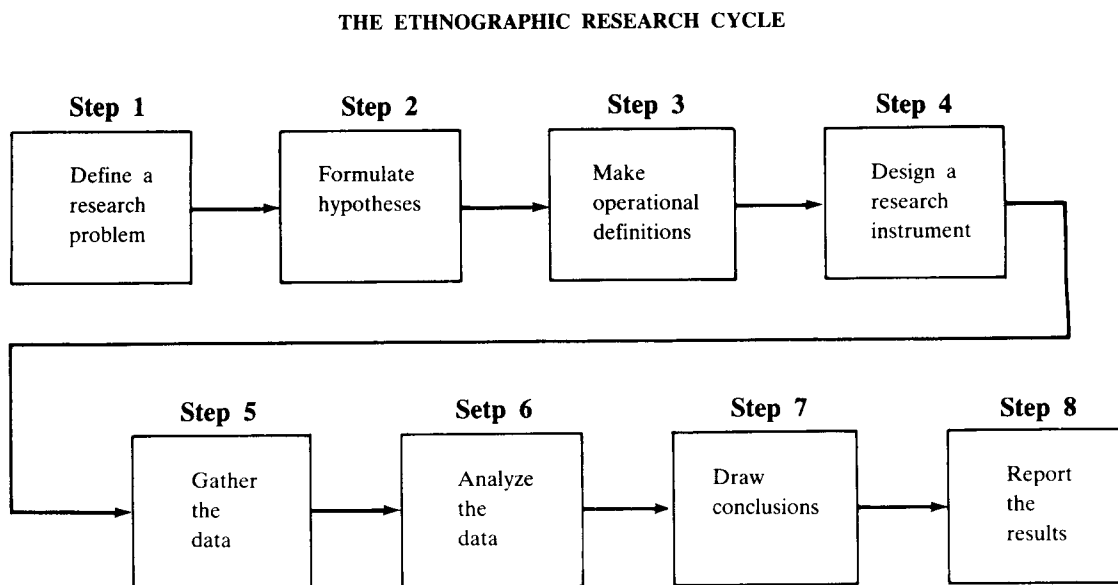 THE ETHNOGRAPHIC RESEARCH CYCLE
Step 1
Define a
research
problem
Step 2
Formulate
hypotheses
Step 3
Make
operational
definitions
Step 4
Design a
research
instrument
Step 5
Gather
the
data
Setp 6
Analyze
the
data
Step 7
Draw
conclusions
Step 8
Report
the
results